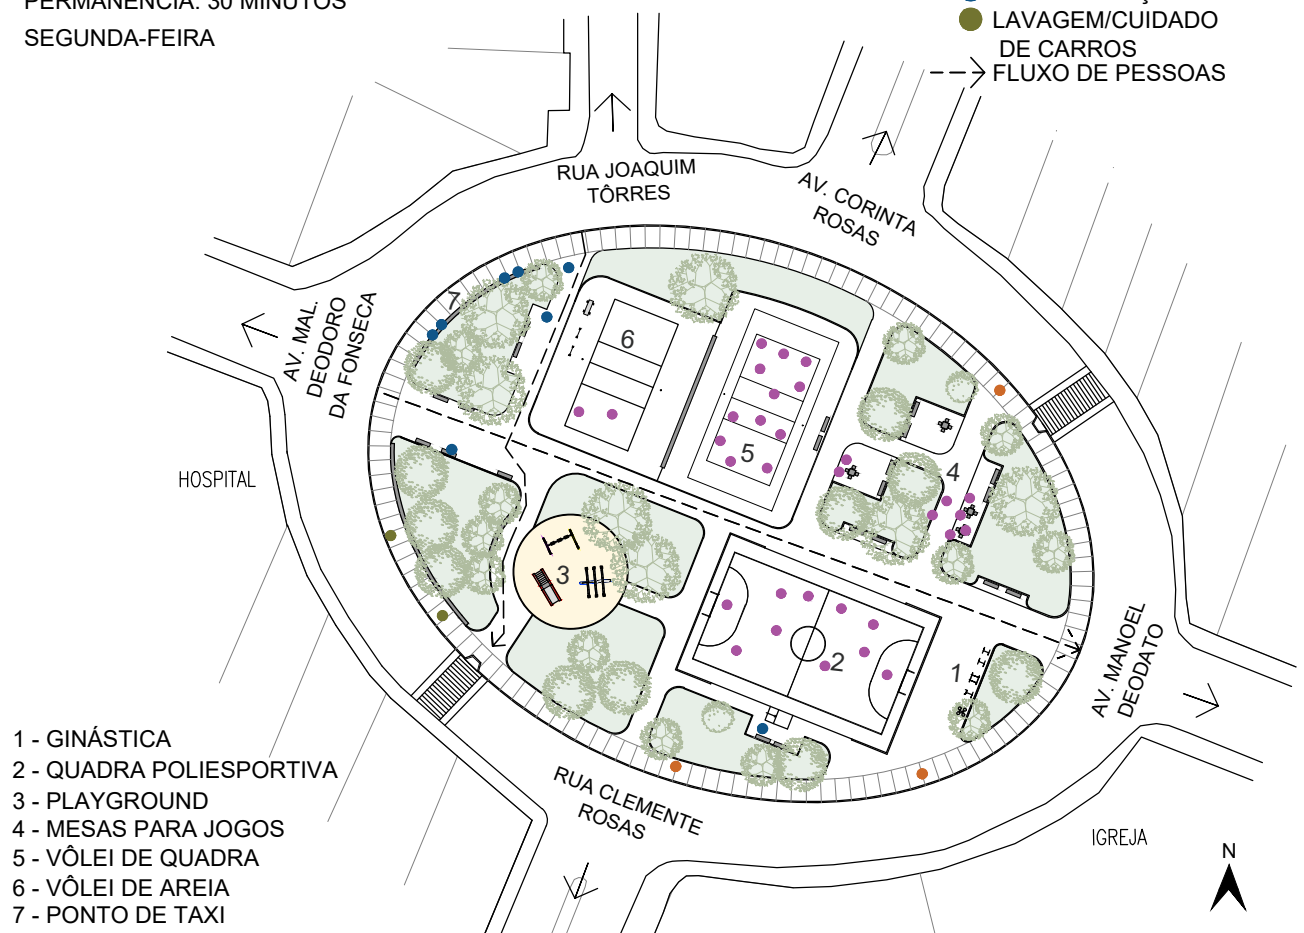 PERMANÊNCIA: 30 MINUTOS
SEGUNDA-FEIRA
LAVAGEM/CUIDADO
DE CARROS
FLUXO DE PESSOAS
RUA JOAQUIM
TÔRRES
AV. CORINTA
ROSAS
AV. MAL.
DEODORO
DA FONSECA
HOSPITAL
7
6
5
4
3
2
1
AV. MANOEL
DEODATO
RUA CLEMENTE
ROSAS
IGREJA
N
1 - GINÁSTICA
2 - QUADRA POLIESPORTIVA
3 - PLAYGROUND
4 - MESAS PARA JOGOS
5 - VÔLEI DE QUADRA
6 - VÔLEI DE AREIA
7 - PONTO DE TAXI